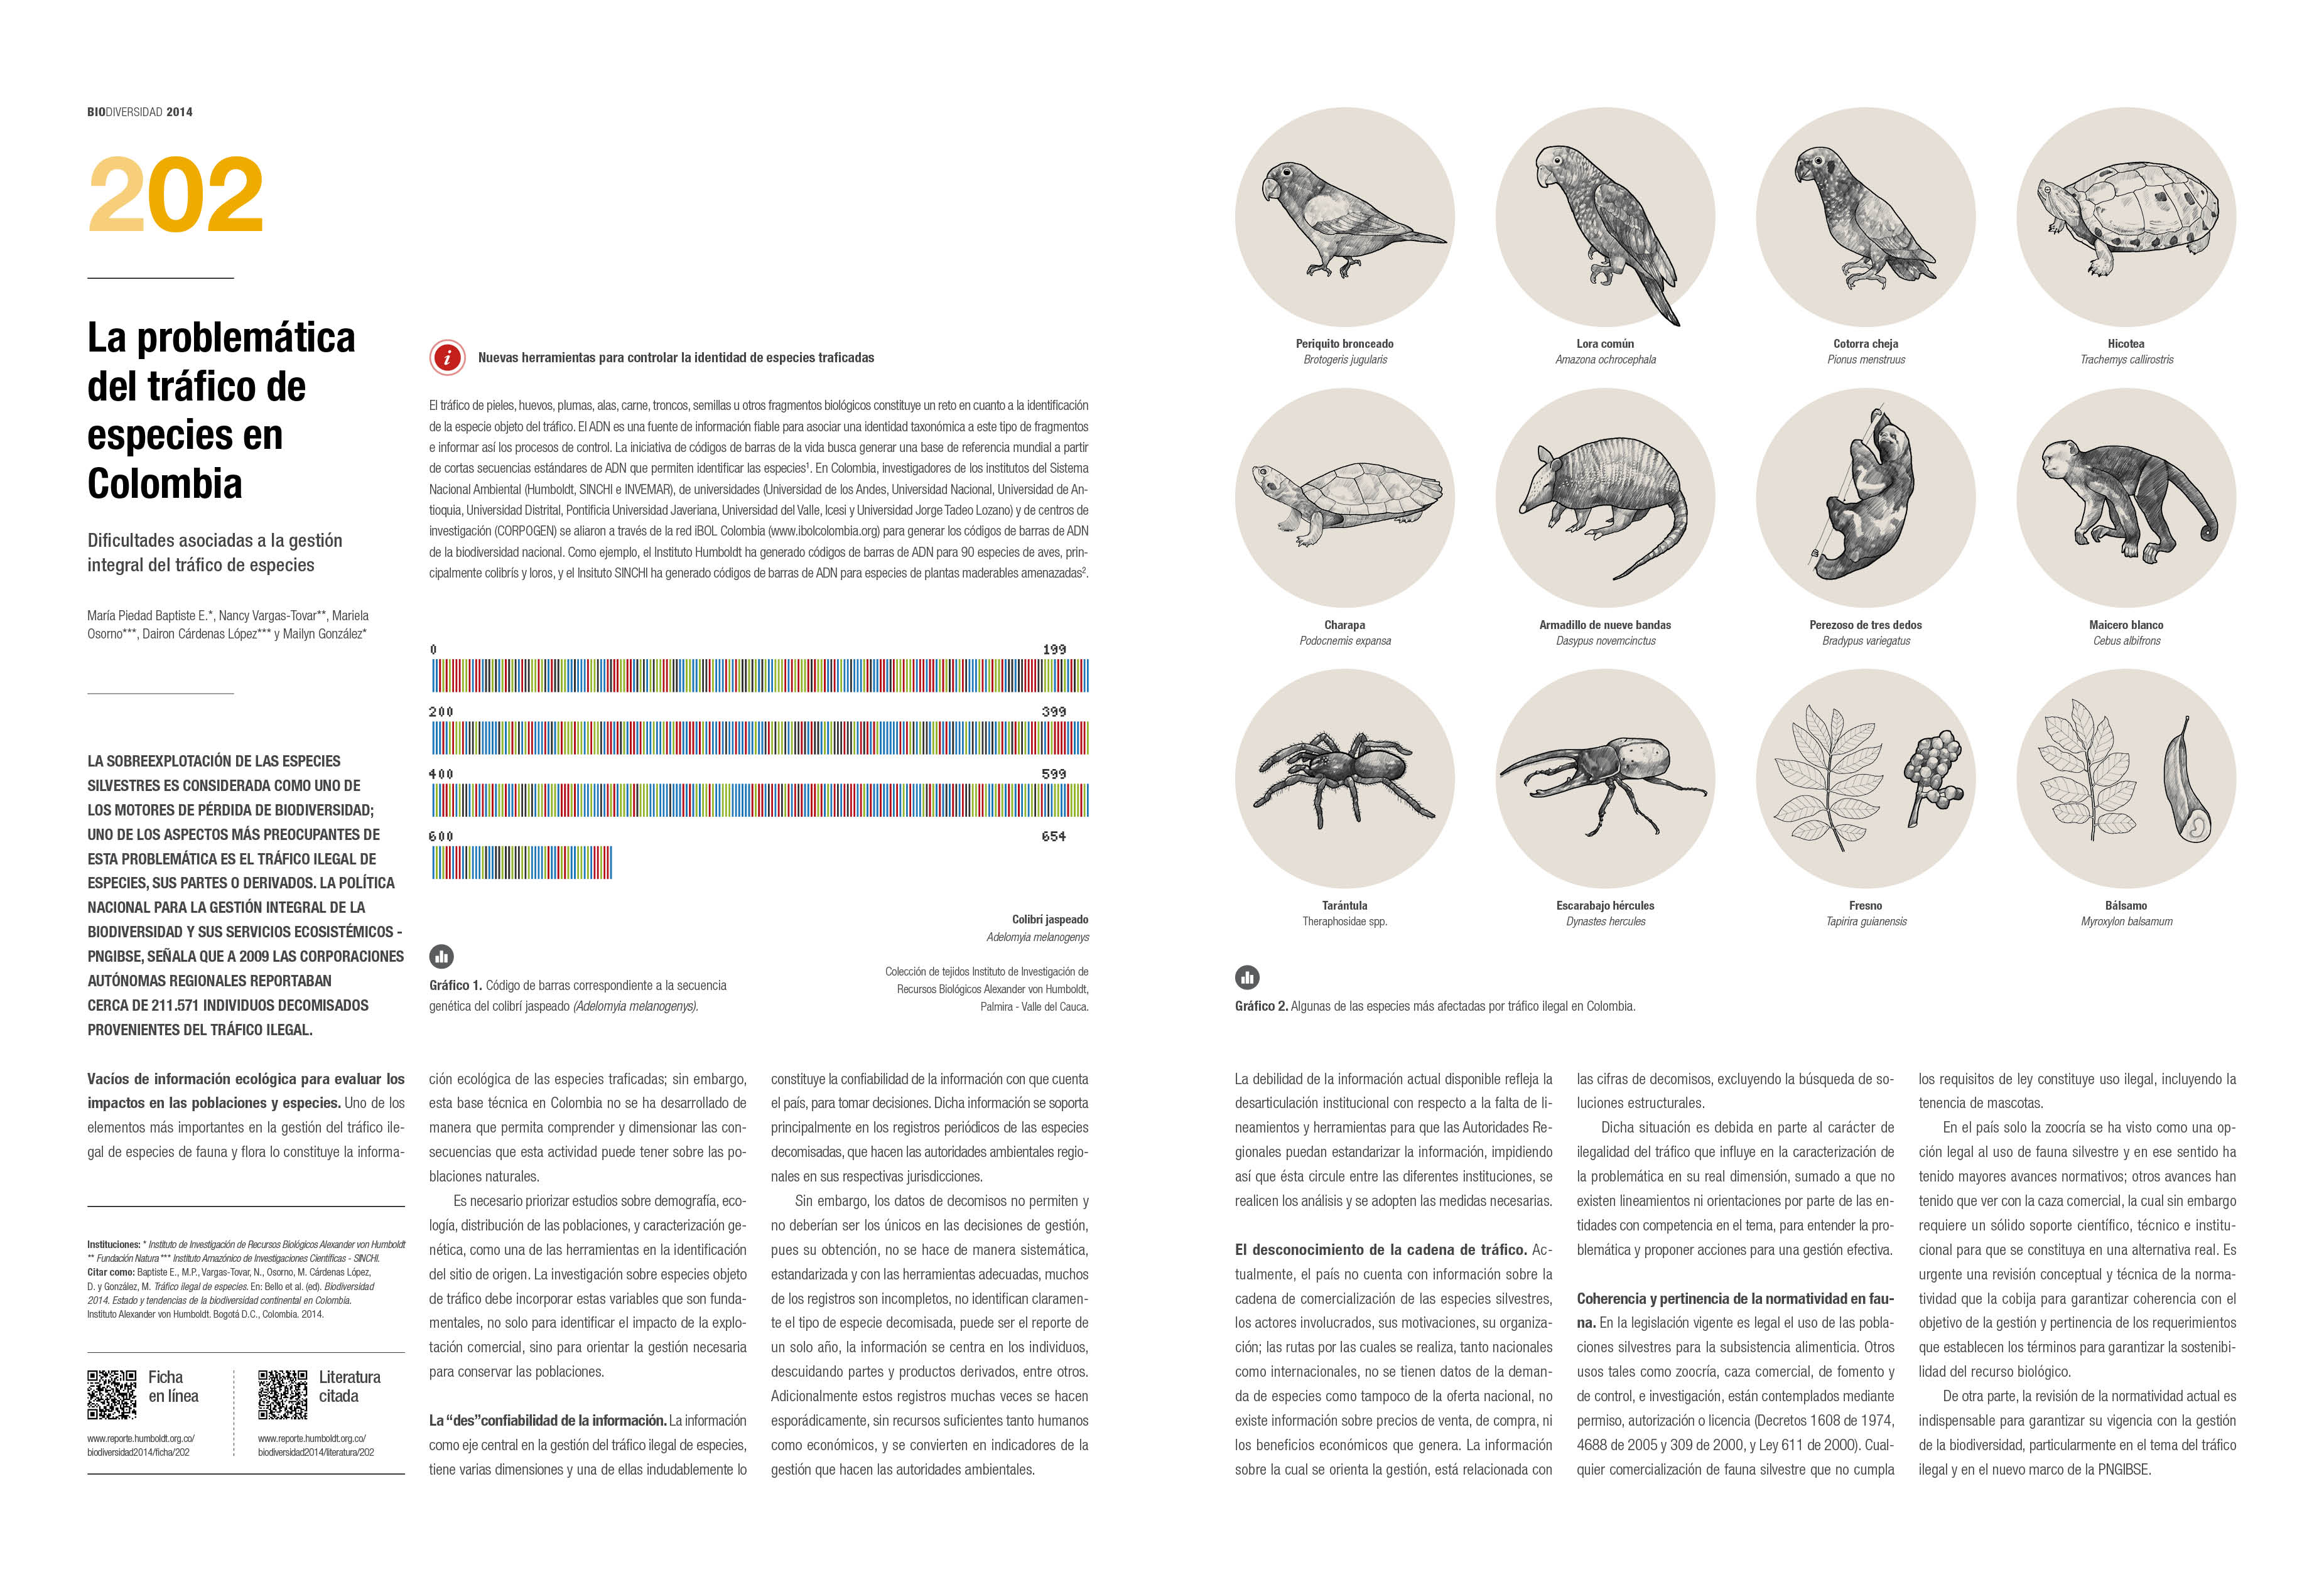 BIODIVERSIDAD 2014
202
La problemática
del tráfico de
especies en
Colombia
Dificultades asociadas a la gestión
integral del tráfico de especies
María Piedad Baptiste E.*, Nancy Vargas-Tovar**, Mariela
Osorno***, Dairon Cárdenas López*** y Mailyn González*
LA SOBREEXPLOTACIÓN DE LAS ESPECIES
SILVESTRES ES CONSIDERADA COMO UNO DE
LOS MOTORES DE PÉRDIDA DE BIODIVERSIDAD;
UNO DE LOS ASPECTOS MÁS PREOCUPANTES DE
ESTA PROBLEMÁTICA ES EL TRÁFICO ILEGAL DE
ESPECIES, SUS PARTES O DERIVADOS. LA POLÍTICA
NACIONAL PARA LA GESTIÓN INTEGRAL DE LA
BIODIVERSIDAD Y SUS SERVICIOS ECOSISTÉMICOS -
PNGIBSE, SEÑALA QUE A 2009 LAS CORPORACIONES
AUTÓNOMAS REGIONALES REPORTABAN
CERCA DE 211.571 INDIVIDUOS DECOMISADOS
PROVENIENTES DEL TRÁFICO ILEGAL.
i
Nuevas herramientas para controlar la identidad de especies traficadas
El tráfico de pieles, huevos, plumas, alas, carne, troncos, semillas u otros fragmentos biológicos constituye un reto en cuanto a la identificación
de la especie objeto del tráfico. El ADN es una fuente de información fiable para asociar una identidad taxonómica a este tipo de fragmentos
e informar así los procesos de control. La iniciativa de códigos de barras de la vida busca generar una base de referencia mundial a partir
de cortas secuencias estándares de ADN que permiten identificar las especies¹. En Colombia, investigadores de los institutos del Sistema
Nacional Ambiental (Humboldt, SINCHI e INVEMAR), de universidades (Universidad de los Andes, Universidad Nacional, Universidad de An-
tioquia, Universidad Distrital, Pontificia Universidad Javeriana, Universidad del Valle, Icesi y Universidad Jorge Tadeo Lozano) y de centros de
investigación (CORPOGEN) se aliaron a través de la red iBOL Colombia (www.ibolcolombia.org) para generar los códigos de barras de ADN
de la biodiversidad nacional. Como ejemplo, el Instituto Humboldt ha generado códigos de barras de ADN para 90 especies de aves, prin-
cipalmente colibrís y loros, y el Insituto SINCHI ha generado códigos de barras de ADN para especies de plantas maderables amenazadas².
0 199
200 399
400 599
600 654
Colibrí jaspeado
Adelomyia melanogenys
Colección de tejidos Instituto de Investigación de
Recursos Biológicos Alexander von Humboldt,
Palmira - Valle del Cauca.
Gráfico 1. Código de barras correspondiente a la secuencia
genética del colibrí jaspeado (Adelomyia melanogenys).
Vacíos de información ecológica para evaluar los
impactos en las poblaciones y especies. Uno de los
elementos más importantes en la gestión del tráfico ile-
gal de especies de fauna y flora lo constituye la informa-
Instituciones: * Instituto de Investigación de Recursos Biológicos Alexander von Humboldt
** Fundación Natura *** Instituto Amazónico de Investigaciones Científicas - SINCHI.
Citar como: Baptiste E., M.P., Vargas-Tovar, N., Osorno, M. Cárdenas López,
D. y González, M. Tráfico ilegal de especies. En: Bello et al. (ed). Biodiversidad
2014. Estado y tendencias de la biodiversidad continental en Colombia.
Instituto Alexander von Humboldt. Bogotá D.C., Colombia. 2014.
Ficha
en línea
www.reporte.humboldt.org.co/
biodiversidad2014/ficha/202
Literatura
citada
www.reporte.humboldt.org.co/
biodiversidad2014/literatura/202
ción ecológica de las especies traficadas; sin embargo,
esta base técnica en Colombia no se ha desarrollado de
manera que permita comprender y dimensionar las con-
secuencias que esta actividad puede tener sobre las po-
blaciones naturales.
Es necesario priorizar estudios sobre demografía, eco-
logía, distribución de las poblaciones, y caracterización ge-
nética, como una de las herramientas en la identificación
del sitio de origen. La investigación sobre especies objeto
de tráfico debe incorporar estas variables que son funda-
mentales, no solo para identificar el impacto de la explo-
tación comercial, sino para orientar la gestión necesaria
para conservar las poblaciones.
La “des”confiabilidad de la información. La información
como eje central en la gestión del tráfico ilegal de especies,
tiene varias dimensiones y una de ellas indudablemente lo
constituye la confiabilidad de la información con que cuenta
el país, para tomar decisiones. Dicha información se soporta
principalmente en los registros periódicos de las especies
decomisadas, que hacen las autoridades ambientales regio-
nales en sus respectivas jurisdicciones.
Sin embargo, los datos de decomisos no permiten y
no deberían ser los únicos en las decisiones de gestión,
pues su obtención, no se hace de manera sistemática,
estandarizada y con las herramientas adecuadas, muchos
de los registros son incompletos, no identifican claramen-
te el tipo de especie decomisada, puede ser el reporte de
un solo año, la información se centra en los individuos,
descuidando partes y productos derivados, entre otros.
Adicionalmente estos registros muchas veces se hacen
esporádicamente, sin recursos suficientes tanto humanos
como económicos, y se convierten en indicadores de la
gestión que hacen las autoridades ambientales.
Periquito bronceado
Brotogeris jugularis
Lora común
Amazona ochrocephala
Cotorra cheja
Pionus menstruus
Hicotea
Trachemys callirostris
Charapa
Podocnemis expansa
Armadillo de nueve bandas
Dasypus novemcinctus
Perezoso de tres dedos
Bradypus variegatus
Maicero blanco
Cebus albifrons
Tarántula
Theraphosidae spp.
Escarabajo hércules
Dynastes hercules
Fresno
Tapirira guianensis
Bálsamo
Myroxylon balsamum
Gráfico 2. Algunas de las especies más afectadas por tráfico ilegal en Colombia.
La debilidad de la información actual disponible refleja la
desarticulación institucional con respecto a la falta de li-
neamientos y herramientas para que las Autoridades Re-
gionales puedan estandarizar la información, impidiendo
así que ésta circule entre las diferentes instituciones, se
realicen los análisis y se adopten las medidas necesarias.
El desconocimiento de la cadena de tráfico. Ac-
tualmente, el país no cuenta con información sobre la
cadena de comercialización de las especies silvestres,
los actores involucrados, sus motivaciones, su organiza-
ción; las rutas por las cuales se realiza, tanto nacionales
como internacionales, no se tienen datos de la deman-
da de especies como tampoco de la oferta nacional, no
existe información sobre precios de venta, de compra, ni
los beneficios económicos que genera. La información
sobre la cual se orienta la gestión, está relacionada con
las cifras de decomisos, excluyendo la búsqueda de so-
luciones estructurales.
Dicha situación es debida en parte al carácter de
ilegalidad del tráfico que influye en la caracterización de
la problemática en su real dimensión, sumado a que no
existen lineamientos ni orientaciones por parte de las en-
tidades con competencia en el tema, para entender la pro-
blemática y proponer acciones para una gestión efectiva.
Coherencia y pertinencia de la normatividad en fau-
na. En la legislación vigente es legal el uso de las pobla-
ciones silvestres para la subsistencia alimenticia. Otros
usos tales como zoocría, caza comercial, de fomento y
de control, e investigación, están contemplados mediante
permiso, autorización o licencia (Decretos 1608 de 1974,
4688 de 2005 y 309 de 2000, y Ley 611 de 2000). Cual-
quier comercialización de fauna silvestre que no cumpla
los requisitos de ley constituye uso ilegal, incluyendo la
tenencia de mascotas.
En el país solo la zoocría se ha visto como una op-
ción legal al uso de fauna silvestre y en ese sentido ha
tenido mayores avances normativos; otros avances han
tenido que ver con la caza comercial, la cual sin embargo
requiere un sólido soporte científico, técnico e institu-
cional para que se constituya en una alternativa real. Es
urgente una revisión conceptual y técnica de la norma-
tividad que la cobija para garantizar coherencia con el
objetivo de la gestión y pertinencia de los requerimientos
que establecen los términos para garantizar la sostenibi-
lidad del recurso biológico.
De otra parte, la revisión de la normatividad actual es
indispensable para garantizar su vigencia con la gestión
de la biodiversidad, particularmente en el tema del tráfico
ilegal y en el nuevo marco de la PNGIBSE.